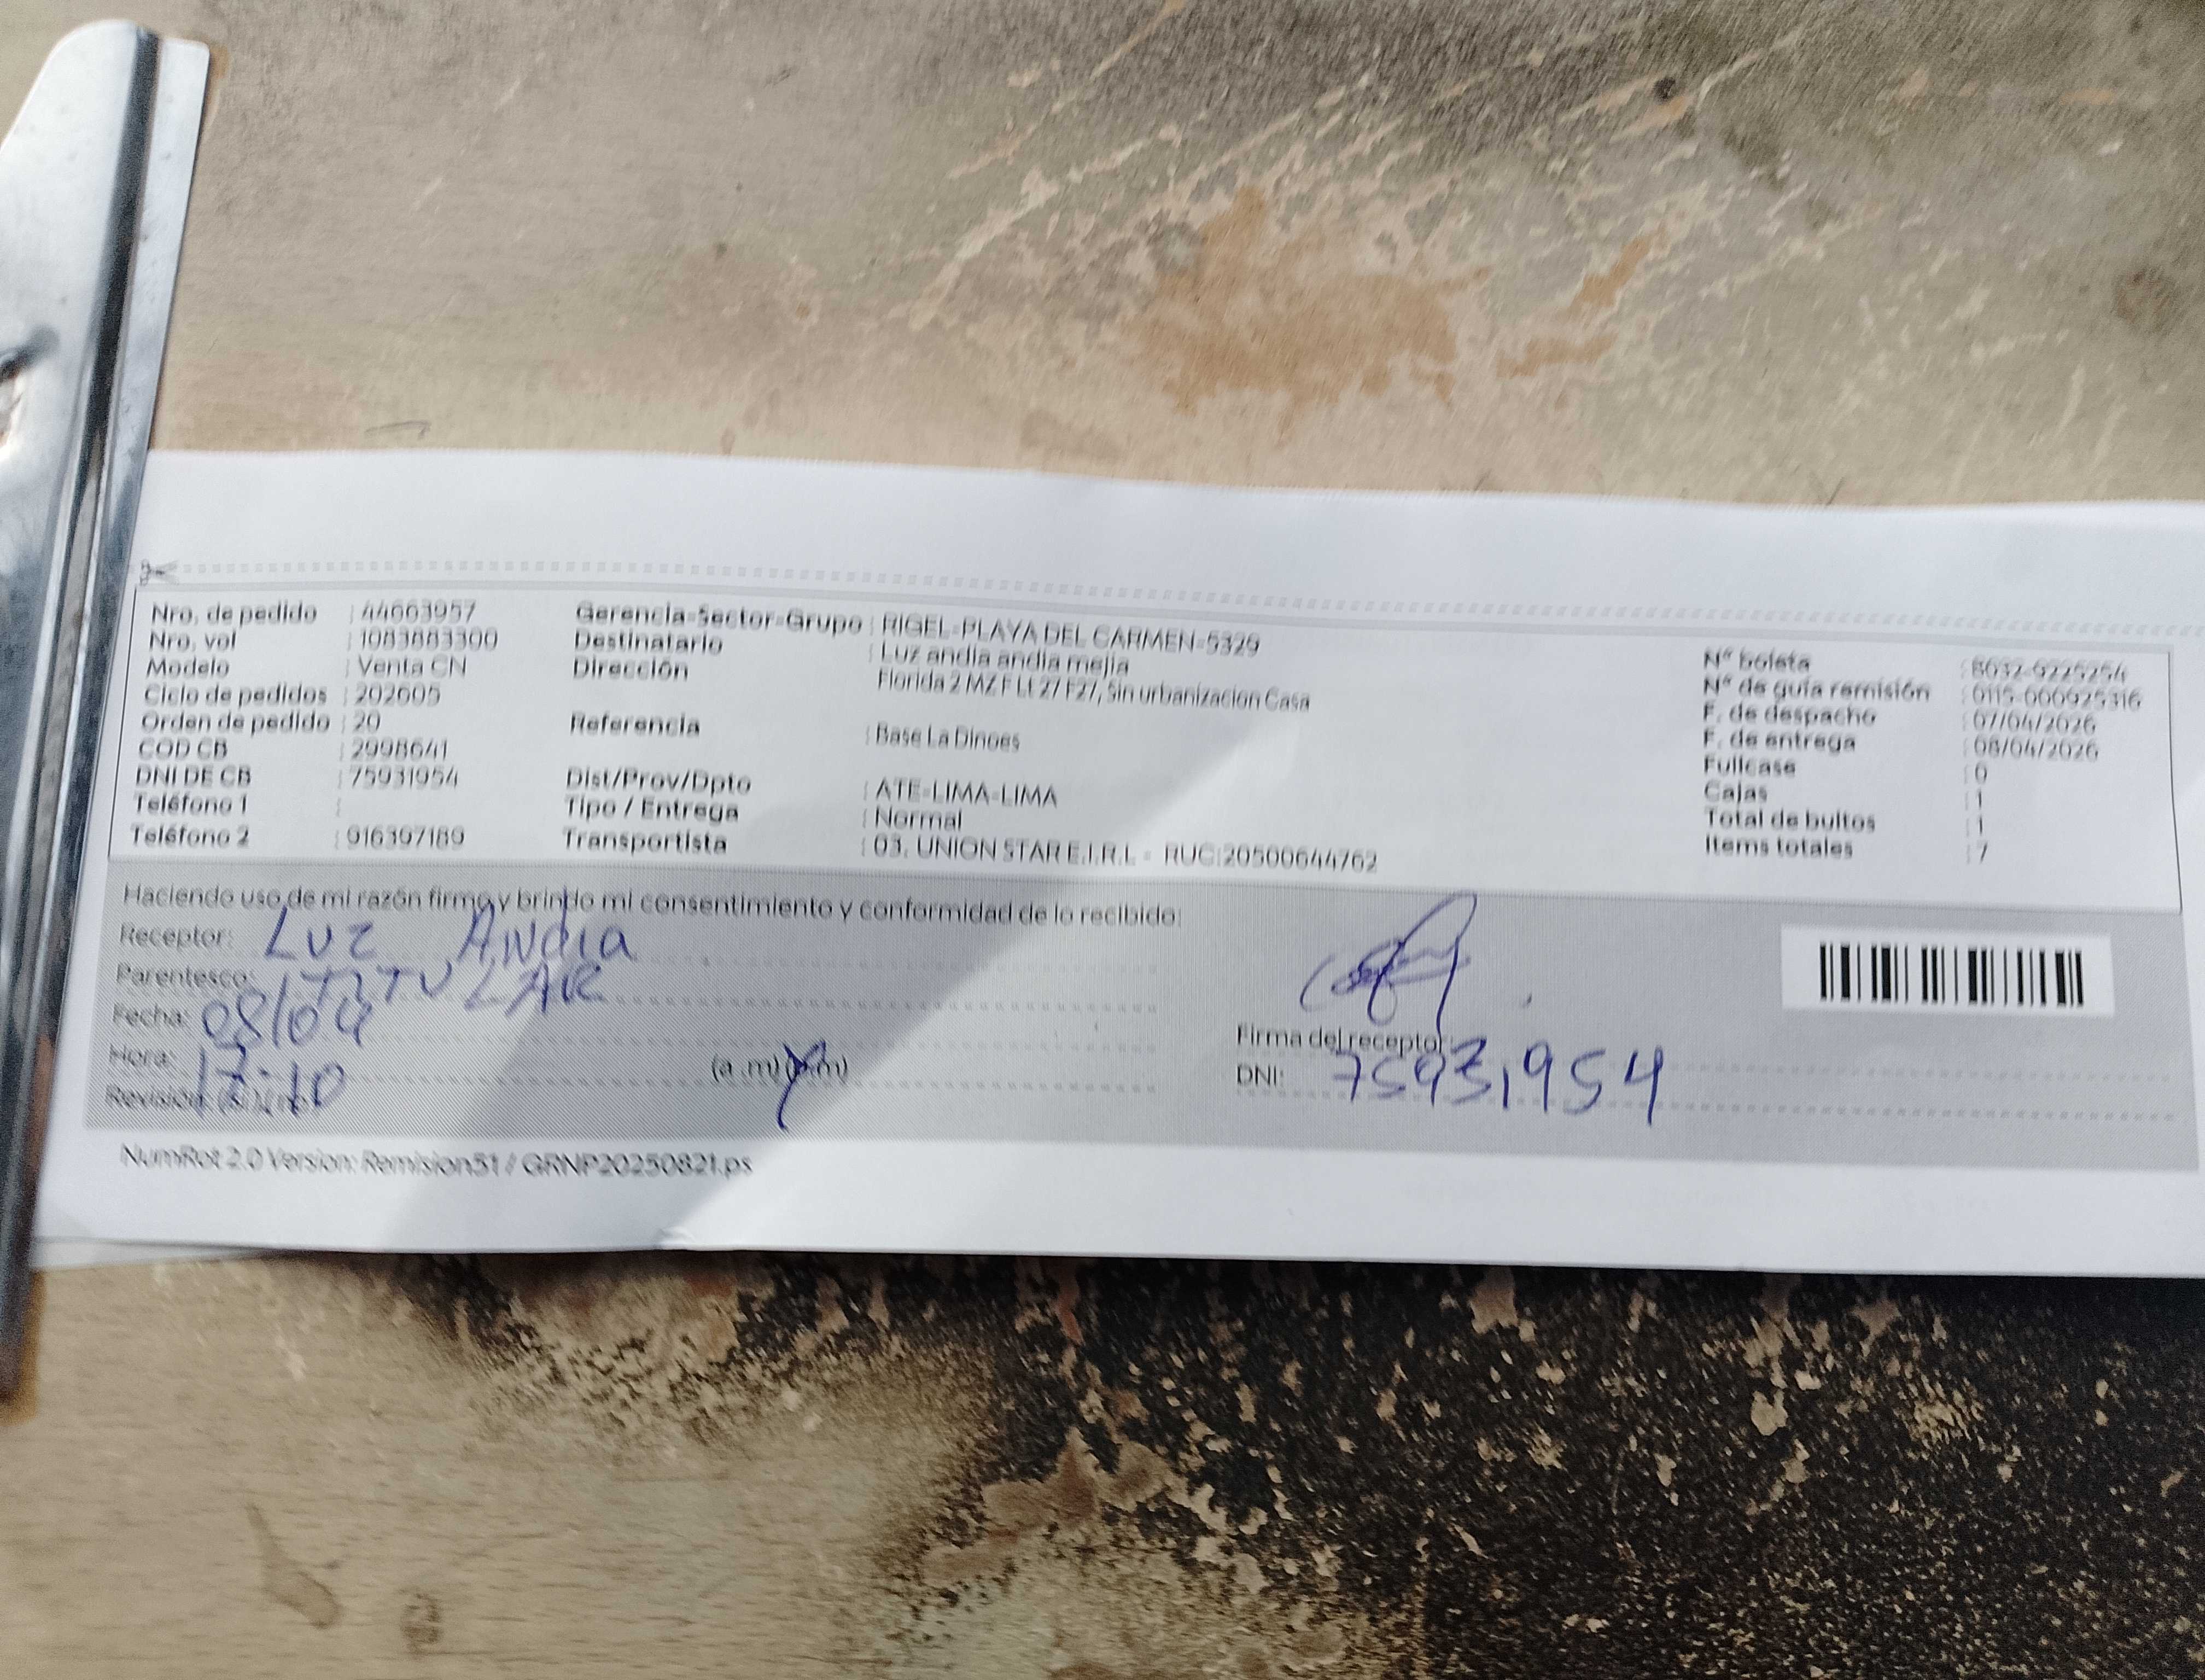 Nro. de pedido : 44663957
Nro. vol : 1083883300
Modelo : Venta CN
Ciclo de pedidos : 202605
Orden de pedido : 20
COD CB : 2998641
DNI DE CB : 75931954
Teléfono 1 :
Teléfono 2 : 916397189
Gerencia-Sector-Grupo : RIGEL-PLAYA DEL CARMEN-5329
Destinatario : Luz andia andia mejia
Dirección : Florida 2 MZ F Lt 27 F27, Sin urbanizacion Casa
Referencia : Base La Dinoes
Dist/Prov/Dpto : ATE-LIMA-LIMA
Tipo / Entrega : Normal
Transportista : 03. UNION STAR E.I.R.L - RUC:20500644762
N° boleta : B032-6225254
N° de guía remisión : 0115-000925316
F. de despacho : 07/04/2026
F. de entrega : 08/04/2026
Fullcase : 0
Cajas : 1
Total de bultos : 1
Items totales : 7
Haciendo uso de mi razón firmo y brindo mi consentimiento y conformidad de lo recibido:
Receptor: Luz Andia
Parentesco: TITULAR
Fecha: 08/04
Hora: 17:10 (a .m) (p.m)
Revisión: (si) (no)
Firma del receptor:
DNI: 75931954
NumRot 2.0 Version: Remision51 / GRNP20250821.ps